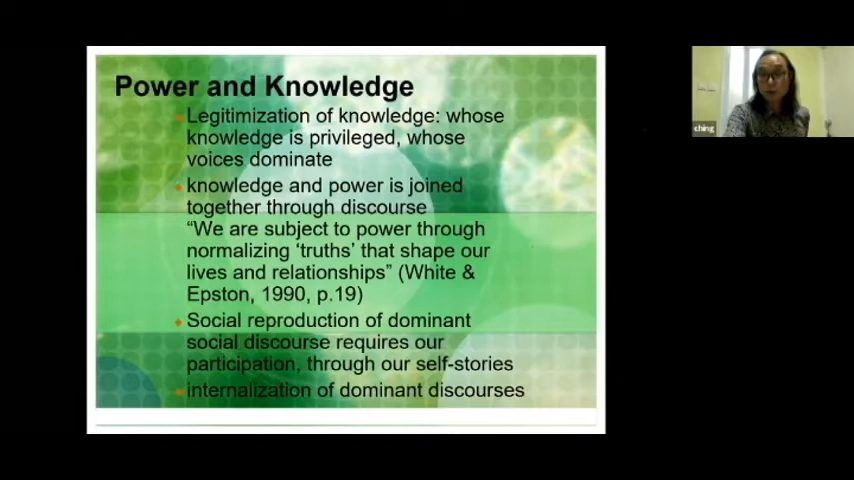 Power and Knowledge
Legitimization of knowledge: whose
knowledge is privileged, whose
voices dominate
knowledge and power is joined
together through discourse
“We are subject to power through
normalizing ‘truths’ that shape our
lives and relationships” (White &
Epston, 1990, p.19)
Social reproduction of dominant
social discourse requires our
participation, through our self-stories
internalization of dominant discourses
ching